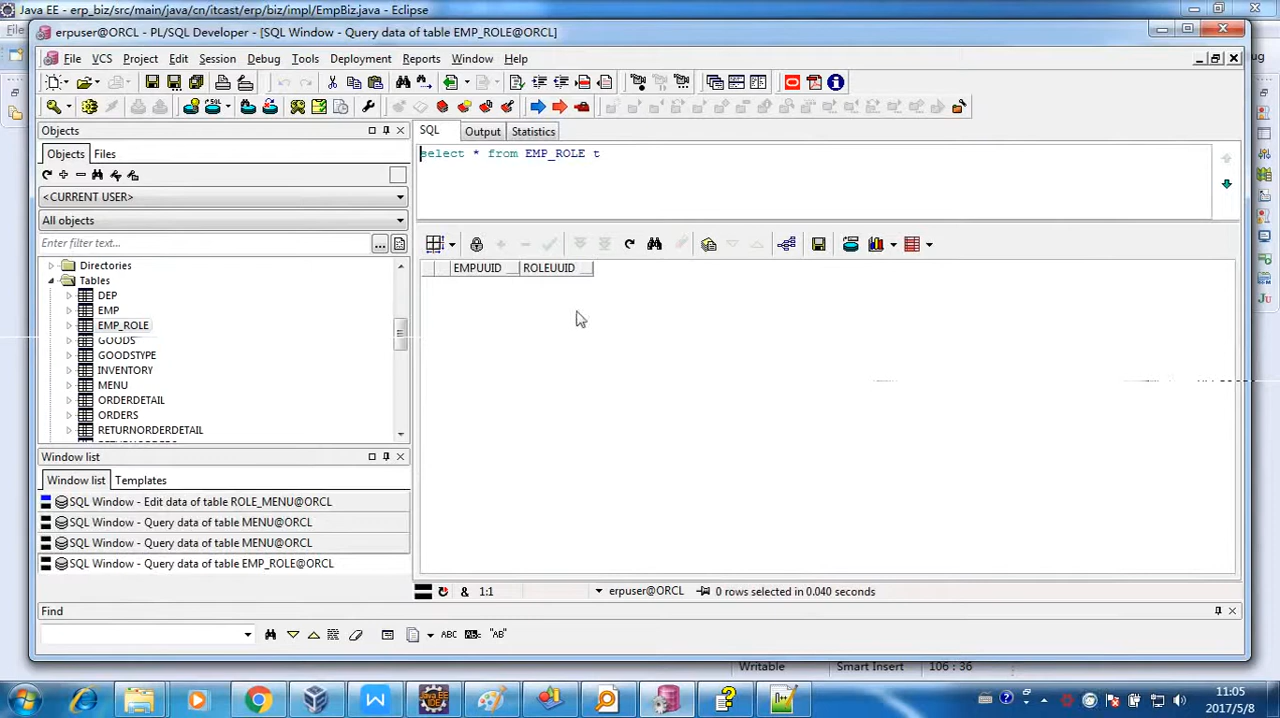 Java EE - erp_biz/src/main/java/cn/itcast/erp/biz/impl/EmpBiz.java - Eclipse
erpuser@ORCL - PL/SQL Developer - [SQL Window - Query data of table EMP_ROLE@ORCL]
File VCS Project Edit Session Debug Tools Deployment Reports Window Help
Objects
Objects Files
<CURRENT USER>
All objects
Enter filter text...
Directories
Tables
DEP
EMP
EMP_ROLE
GOODS
GOODSTYPE
INVENTORY
MENU
ORDERDETAIL
ORDERS
RETURNORDERDETAIL
Window list
Window list Templates
SQL Window - Edit data of table ROLE_MENU@ORCL
SQL Window - Query data of table MENU@ORCL
SQL Window - Query data of table MENU@ORCL
SQL Window - Query data of table EMP_ROLE@ORCL
SQL Output Statistics
select * from EMP_ROLE t
EMPUUID ROLEUUID
& 1:1 erpuser@ORCL 0 rows selected in 0.040 seconds
Find
ABC "AB"
Writable Smart Insert 106 : 36
11:05
2017/5/8